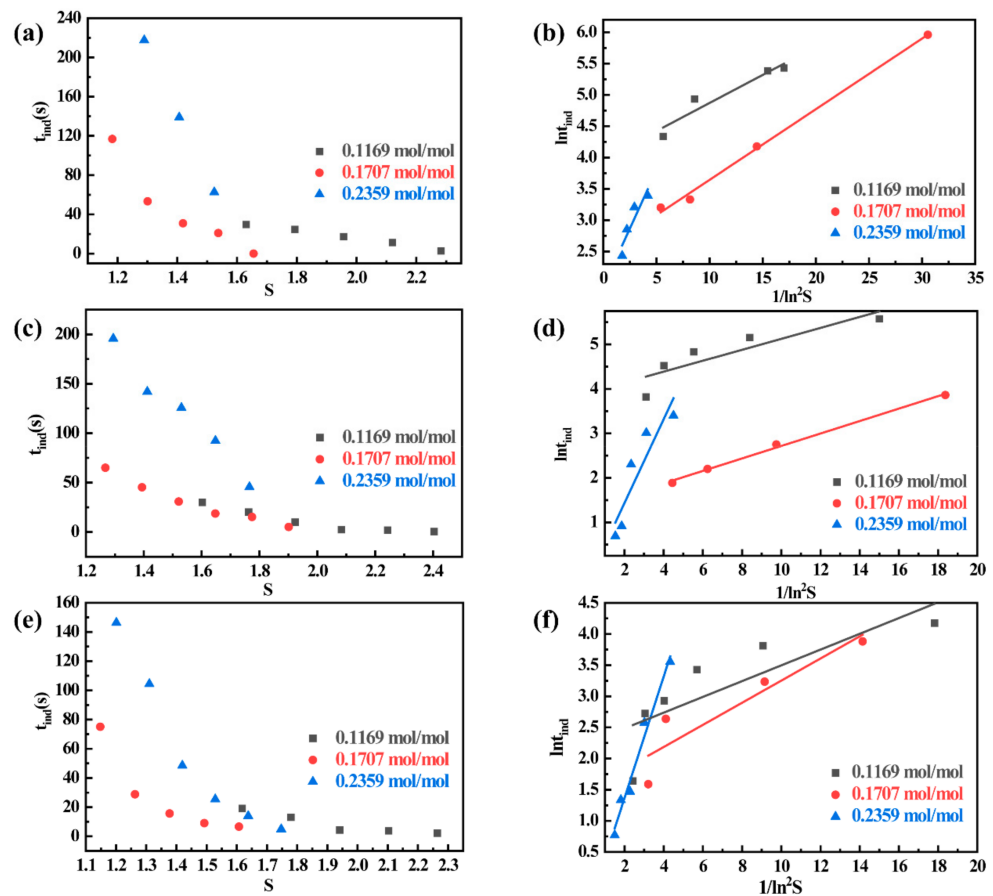 (a)
240
200
160
120
80
40
0
t_ind(s)
0.1169 mol/mol
0.1707 mol/mol
0.2359 mol/mol
1.2 1.4 1.6 1.8 2.0 2.2
S
(b)
6.0
5.5
5.0
4.5
4.0
3.5
3.0
2.5
lnt_ind
0.1169 mol/mol
0.1707 mol/mol
0.2359 mol/mol
0 5 10 15 20 25 30 35
1/ln²S
(c)
200
150
100
50
0
t_ind(s)
0.1169 mol/mol
0.1707 mol/mol
0.2359 mol/mol
1.2 1.4 1.6 1.8 2.0 2.2 2.4
S
(d)
5
4
3
2
1
lnt_ind
0.1169 mol/mol
0.1707 mol/mol
0.2359 mol/mol
2 4 6 8 10 12 14 16 18 20
1/ln²S
(e)
160
140
120
100
80
60
40
20
0
t_ind(s)
0.1169 mol/mol
0.1707 mol/mol
0.2359 mol/mol
1.1 1.2 1.3 1.4 1.5 1.6 1.7 1.8 1.9 2.0 2.1 2.2 2.3
S
(f)
4.5
4.0
3.5
3.0
2.5
2.0
1.5
1.0
0.5
lnt_ind
0.1169 mol/mol
0.1707 mol/mol
0.2359 mol/mol
2 4 6 8 10 12 14 16 18 20
1/ln²S